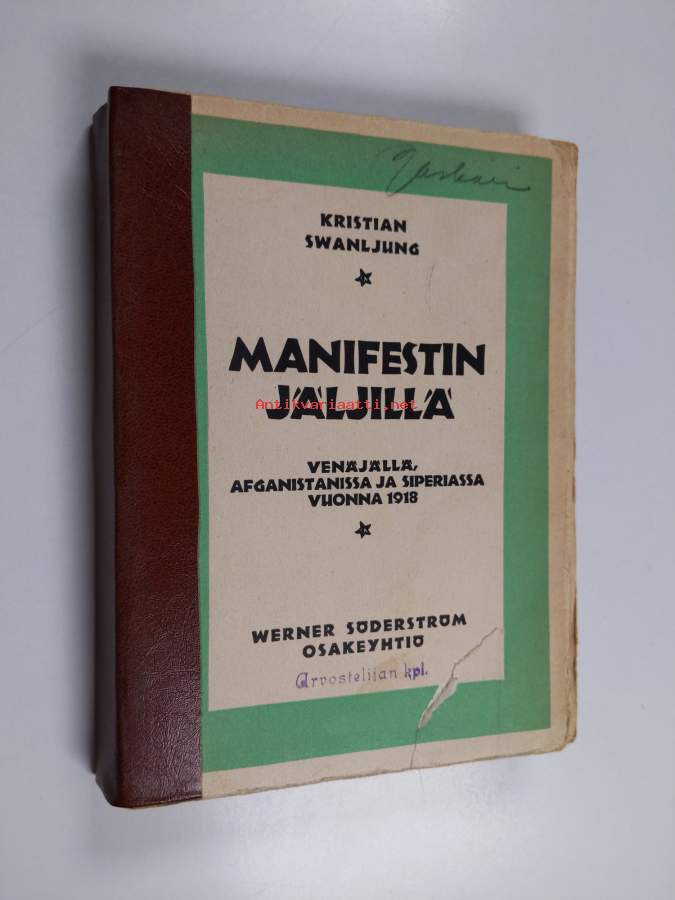 KRISTIAN
SWANLJUNG
MANIFESTIN
JÄLJILLÄ
Antikvariaatti.net
VENÄJÄLLÄ,
AFGANISTANISSA JA SIPERIASSA
VUONNA 1918
WERNER SÖDERSTRÖM
OSAKEYHTIÖ
Arvostelijan kpl.